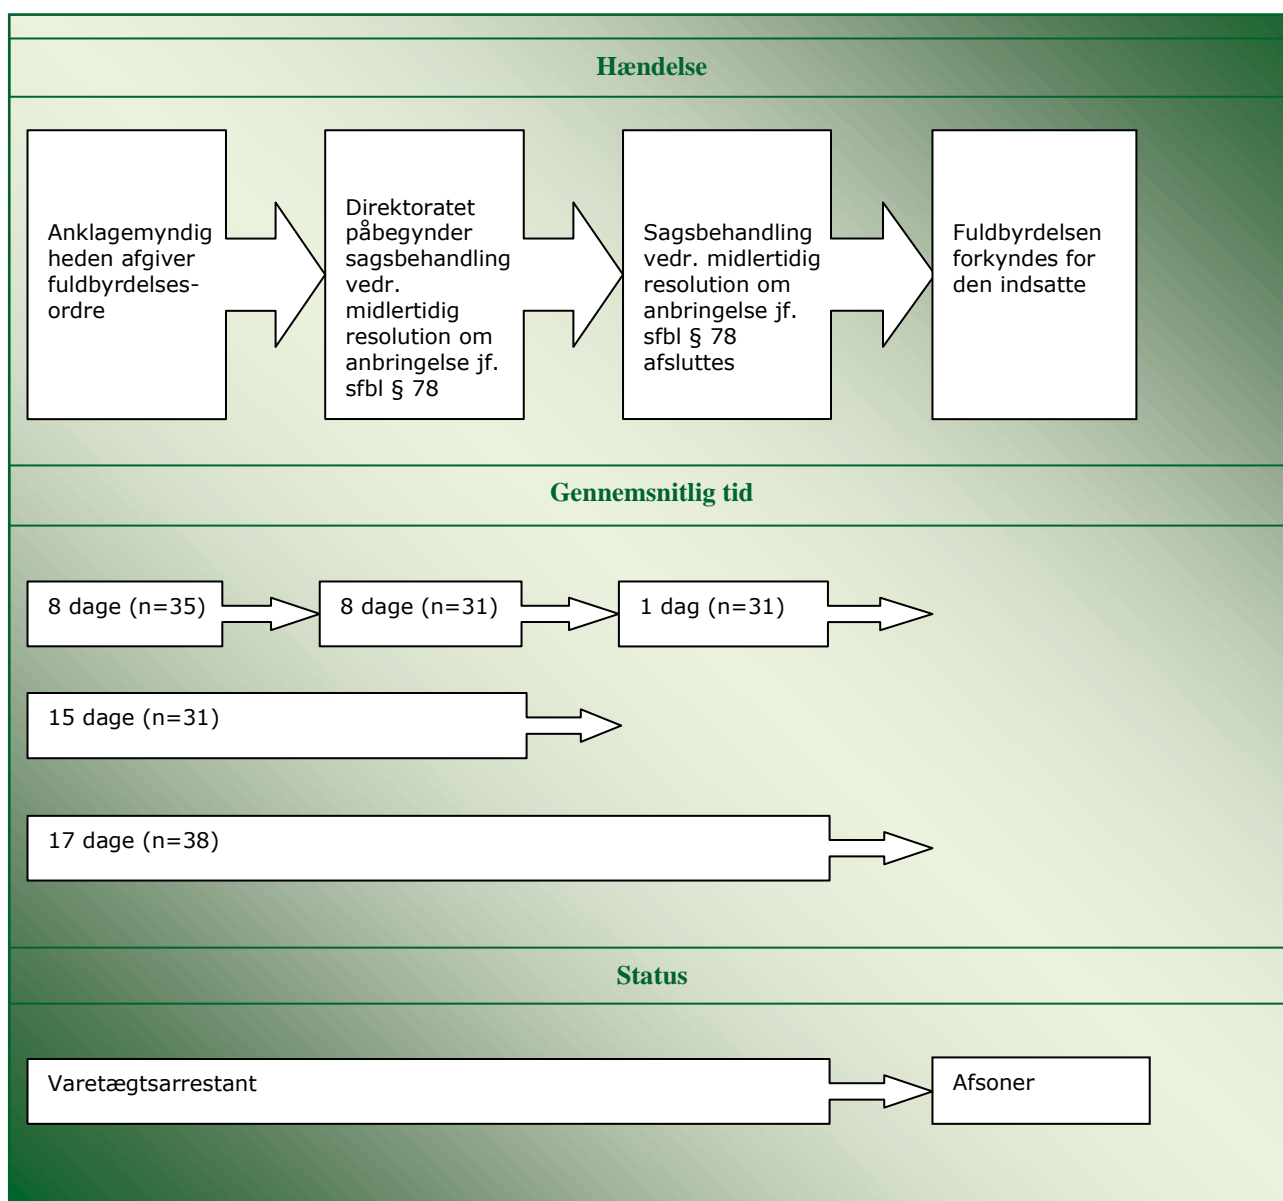 Hændelse
Anklagemyndig
heden afgiver
fuldbyrdelses-
ordre
Direktoratet
påbegynder
sagsbehandling
vedr.
midlertidig
resolution om
anbringelse jf.
sfbl § 78
Sagsbehandling
vedr. midlertidig
resolution om
anbringelse jf.
sfbl § 78
afsluttes
Fuldbyrdelsen
forkyndes for
den indsatte
Gennemsnitlig tid
8 dage (n=35)
8 dage (n=31)
1 dag (n=31)
15 dage (n=31)
17 dage (n=38)
Status
Varetægtsarrestant
Afsoner